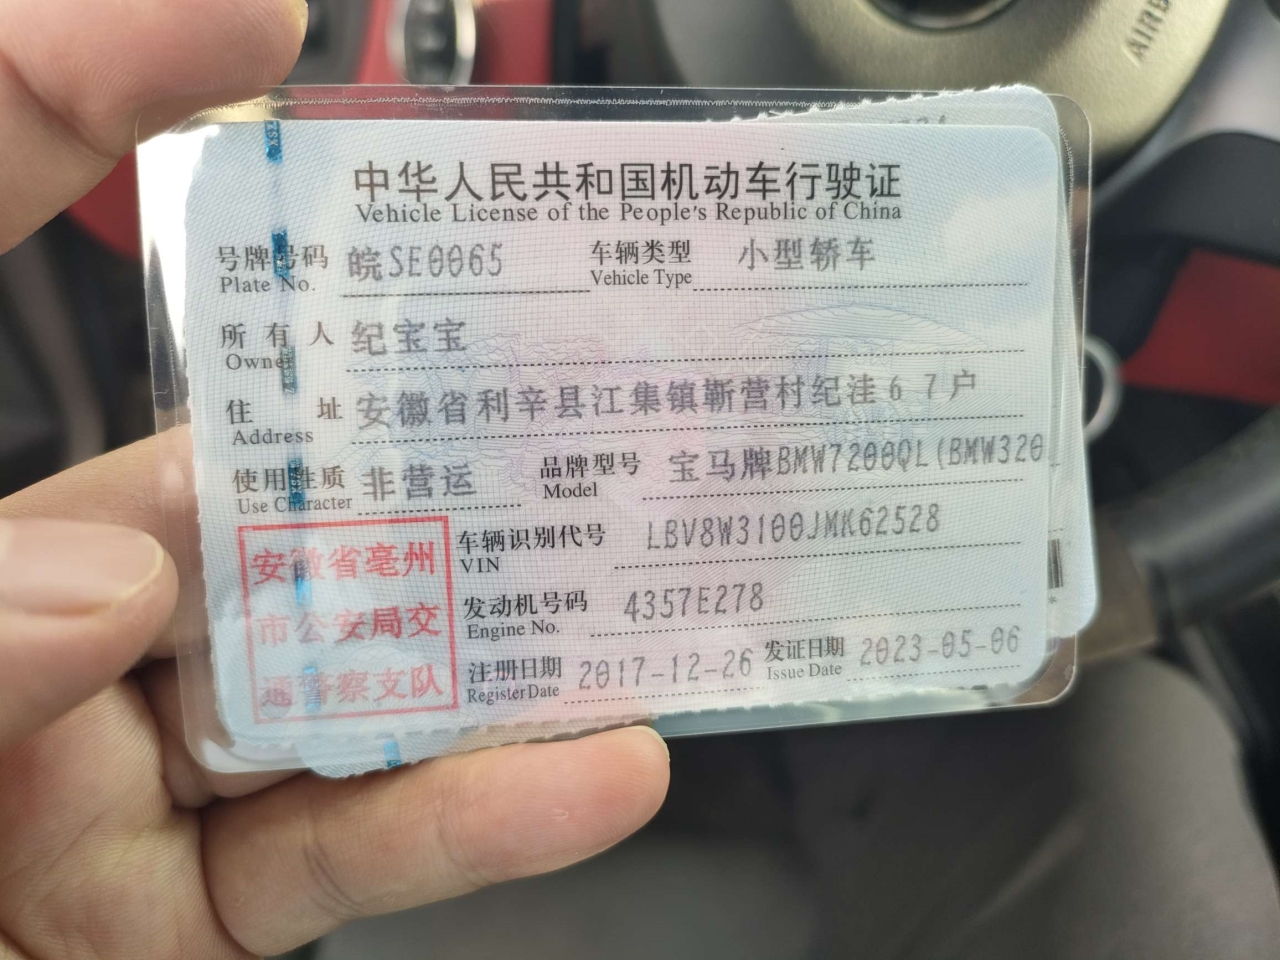 AIRB
中华人民共和国机动车行驶证
Vehicle License of the People's Republic of China
号牌号码 皖SE0065 车辆类型 小型轿车
Plate No. Vehicle Type
所有人 纪宝宝
Owner
住址 安徽省利辛县江集镇靳营村纪洼67户
Address
使用性质 非营运 品牌型号 宝马牌BMW7200QL(BMW320
Use Character Model
车辆识别代号 LBV8W3100JMK62528
VIN
发动机号码 4357E278
Engine No.
注册日期 2017-12-26 发证日期 2023-05-06
Register Date Issue Date
安徽省亳州
市公安局交
通警察支队